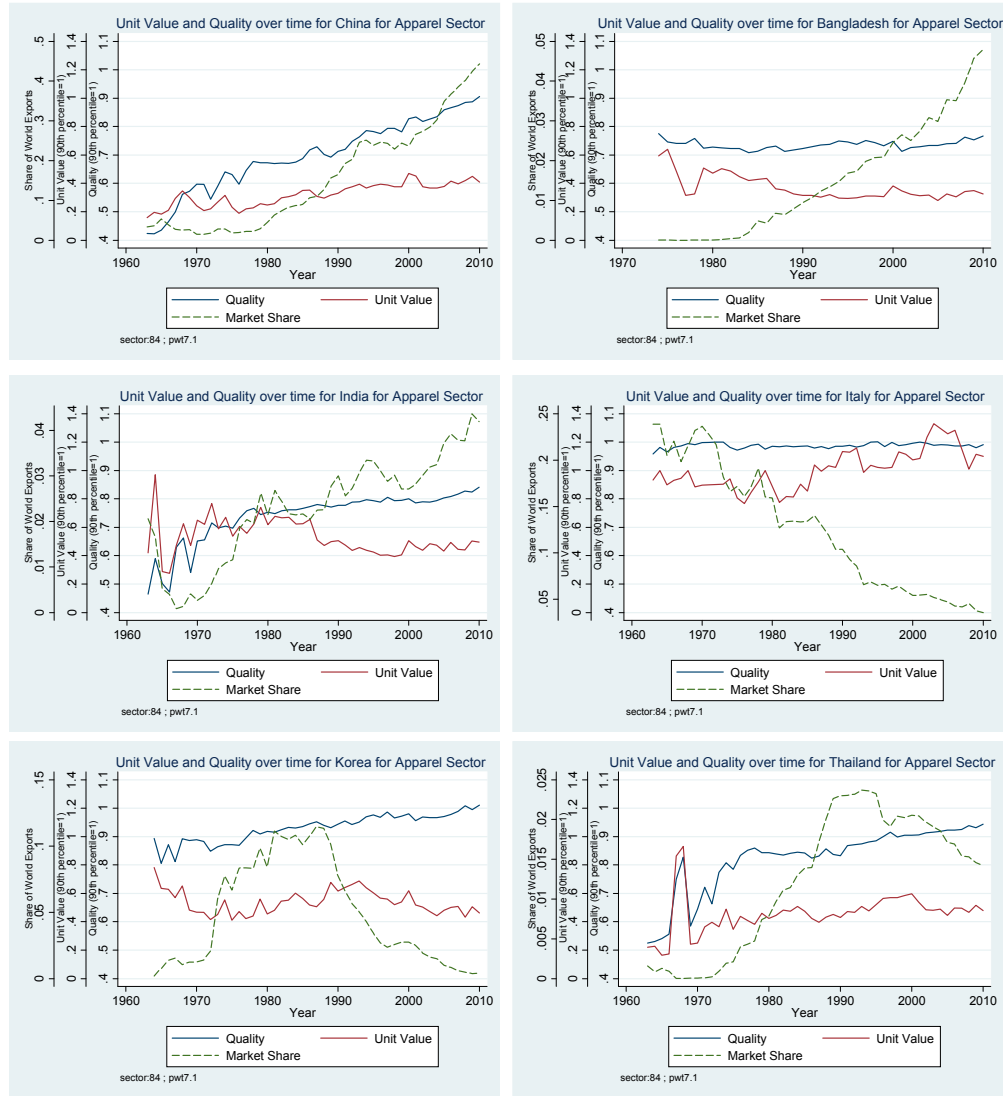 Unit Value and Quality over time for China for Apparel Sector
Share of World Exports
0 .1 .2 .3 .4 .5
Unit Value (90th percentile=1)
0 .2 .4 .6 .8 1 1.2 1.4
Quality (90th percentile=1)
.4 .5 .6 .7 .8 .9 1 1.1
1960 1970 1980 1990 2000 2010
Year
Quality Unit Value
Market Share
sector:84 ; pwt7.1
Unit Value and Quality over time for Bangladesh for Apparel Sector
Share of World Exports
0 .01 .02 .03 .04 .05
Unit Value (90th percentile=1)
0 .2 .4 .6 .8 1 1.2 1.4
Quality (90th percentile=1)
.4 .5 .6 .7 .8 .9 1 1.1
1970 1980 1990 2000 2010
Year
Quality Unit Value
Market Share
sector:84 ; pwt7.1
Unit Value and Quality over time for India for Apparel Sector
Share of World Exports
0 .01 .02 .03 .04
Unit Value (90th percentile=1)
0 .2 .4 .6 .8 1 1.2 1.4
Quality (90th percentile=1)
.4 .5 .6 .7 .8 .9 1 1.1
1960 1970 1980 1990 2000 2010
Year
Quality Unit Value
Market Share
sector:84 ; pwt7.1
Unit Value and Quality over time for Italy for Apparel Sector
Share of World Exports
.05 .1 .15 .2 .25
Unit Value (90th percentile=1)
0 .2 .4 .6 .8 1 1.2 1.4
Quality (90th percentile=1)
.4 .5 .6 .7 .8 .9 1 1.1
1960 1970 1980 1990 2000 2010
Year
Quality Unit Value
Market Share
sector:84 ; pwt7.1
Unit Value and Quality over time for Korea for Apparel Sector
Share of World Exports
0 .05 .1 .15
Unit Value (90th percentile=1)
0 .2 .4 .6 .8 1 1.2 1.4
Quality (90th percentile=1)
.4 .5 .6 .7 .8 .9 1 1.1
1960 1970 1980 1990 2000 2010
Year
Quality Unit Value
Market Share
sector:84 ; pwt7.1
Unit Value and Quality over time for Thailand for Apparel Sector
Share of World Exports
0 .005 .01 .015 .02 .025
Unit Value (90th percentile=1)
0 .2 .4 .6 .8 1 1.2 1.4
Quality (90th percentile=1)
.4 .5 .6 .7 .8 .9 1 1.1
1960 1970 1980 1990 2000 2010
Year
Quality Unit Value
Market Share
sector:84 ; pwt7.1